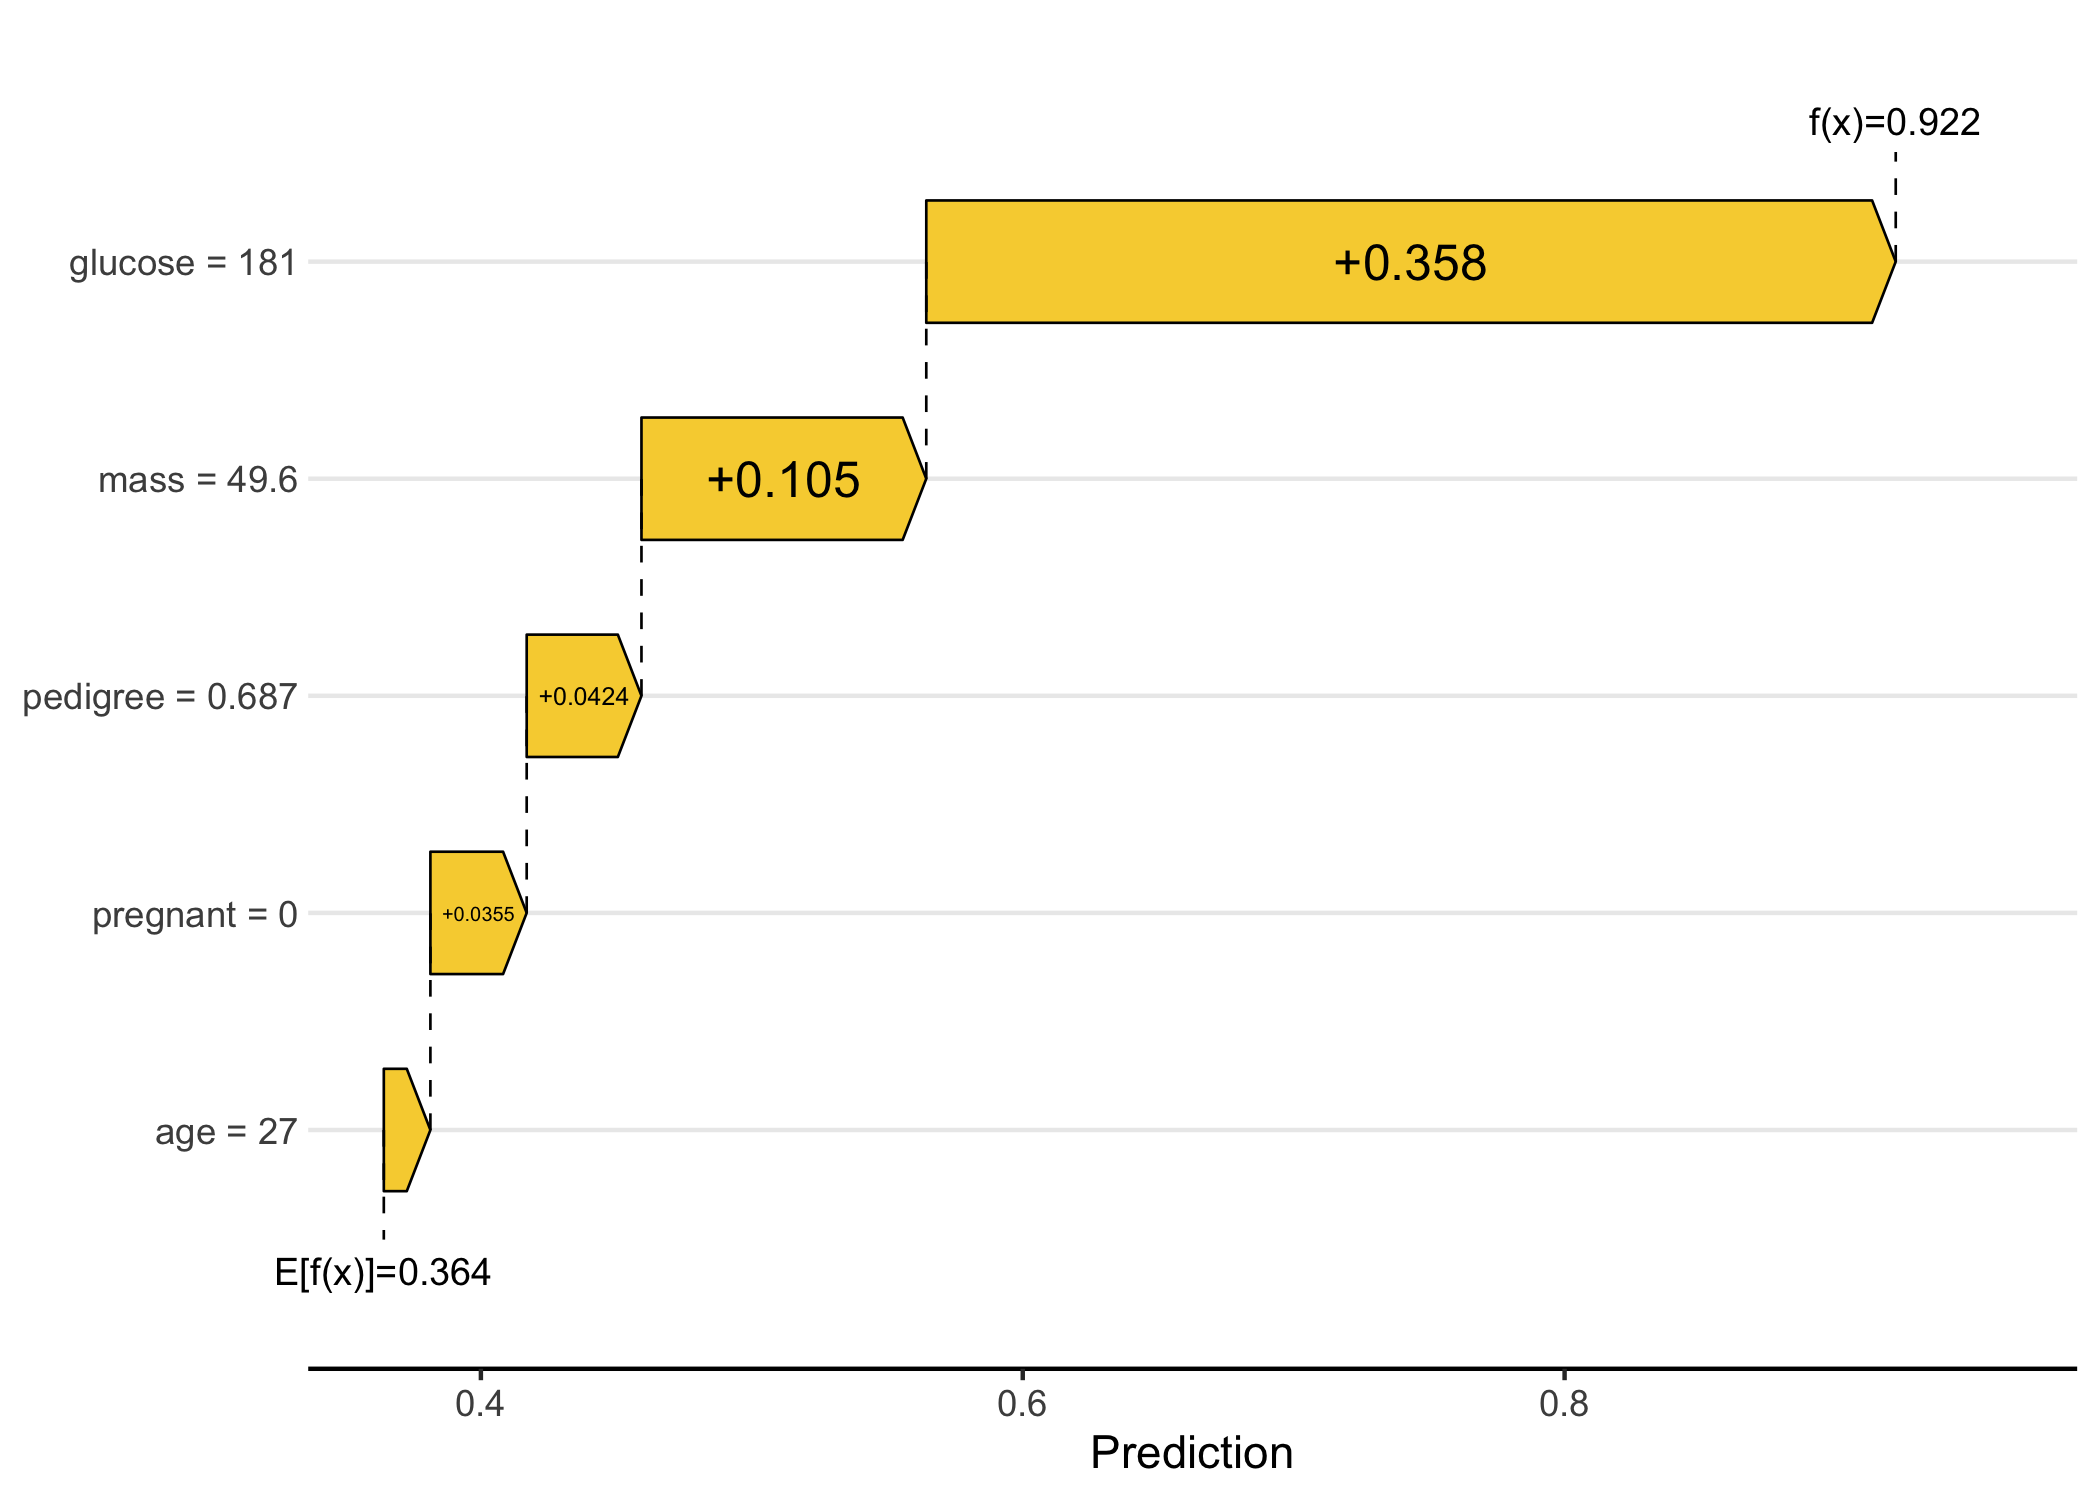 f(x)=0.922
glucose = 181
+0.358
mass = 49.6
+0.105
pedigree = 0.687
+0.0424
pregnant = 0
+0.0355
age = 27
E[f(x)]=0.364
0.4
0.6
0.8
Prediction